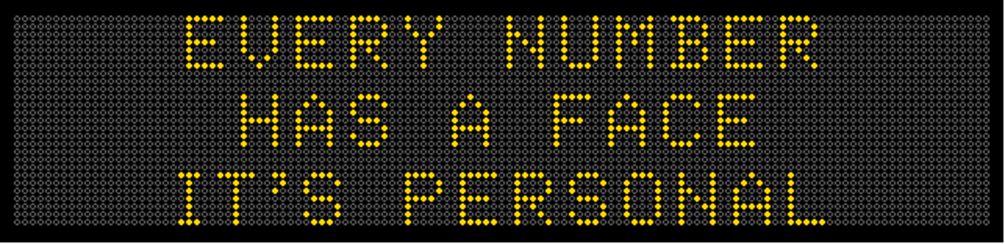 EVERY NUMBER
HAS A FACE
IT'S PERSONAL